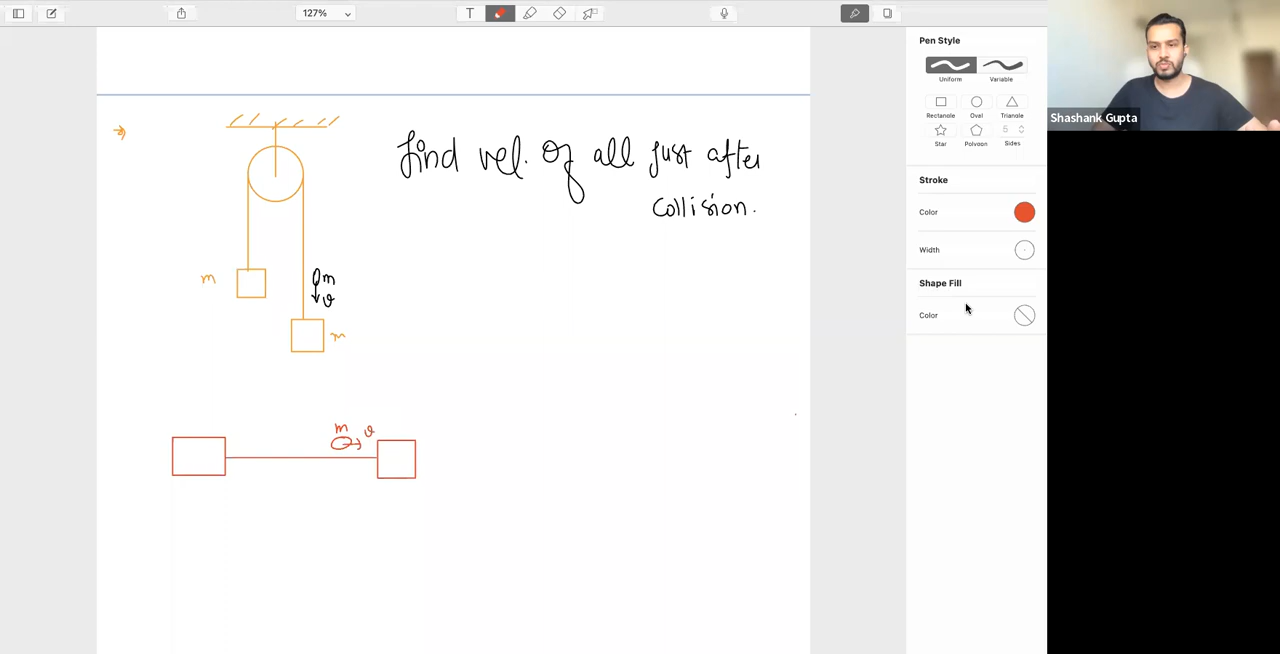 127%
T
Pen Style
Uniform
Variable
Rectangle
Oval
Triangle
5
Star
Polygon
Sides
Stroke
Color
Width
Shape Fill
Color
Shashank Gupta
find vel. of all just after
collision.
m
m
v
m
m
v